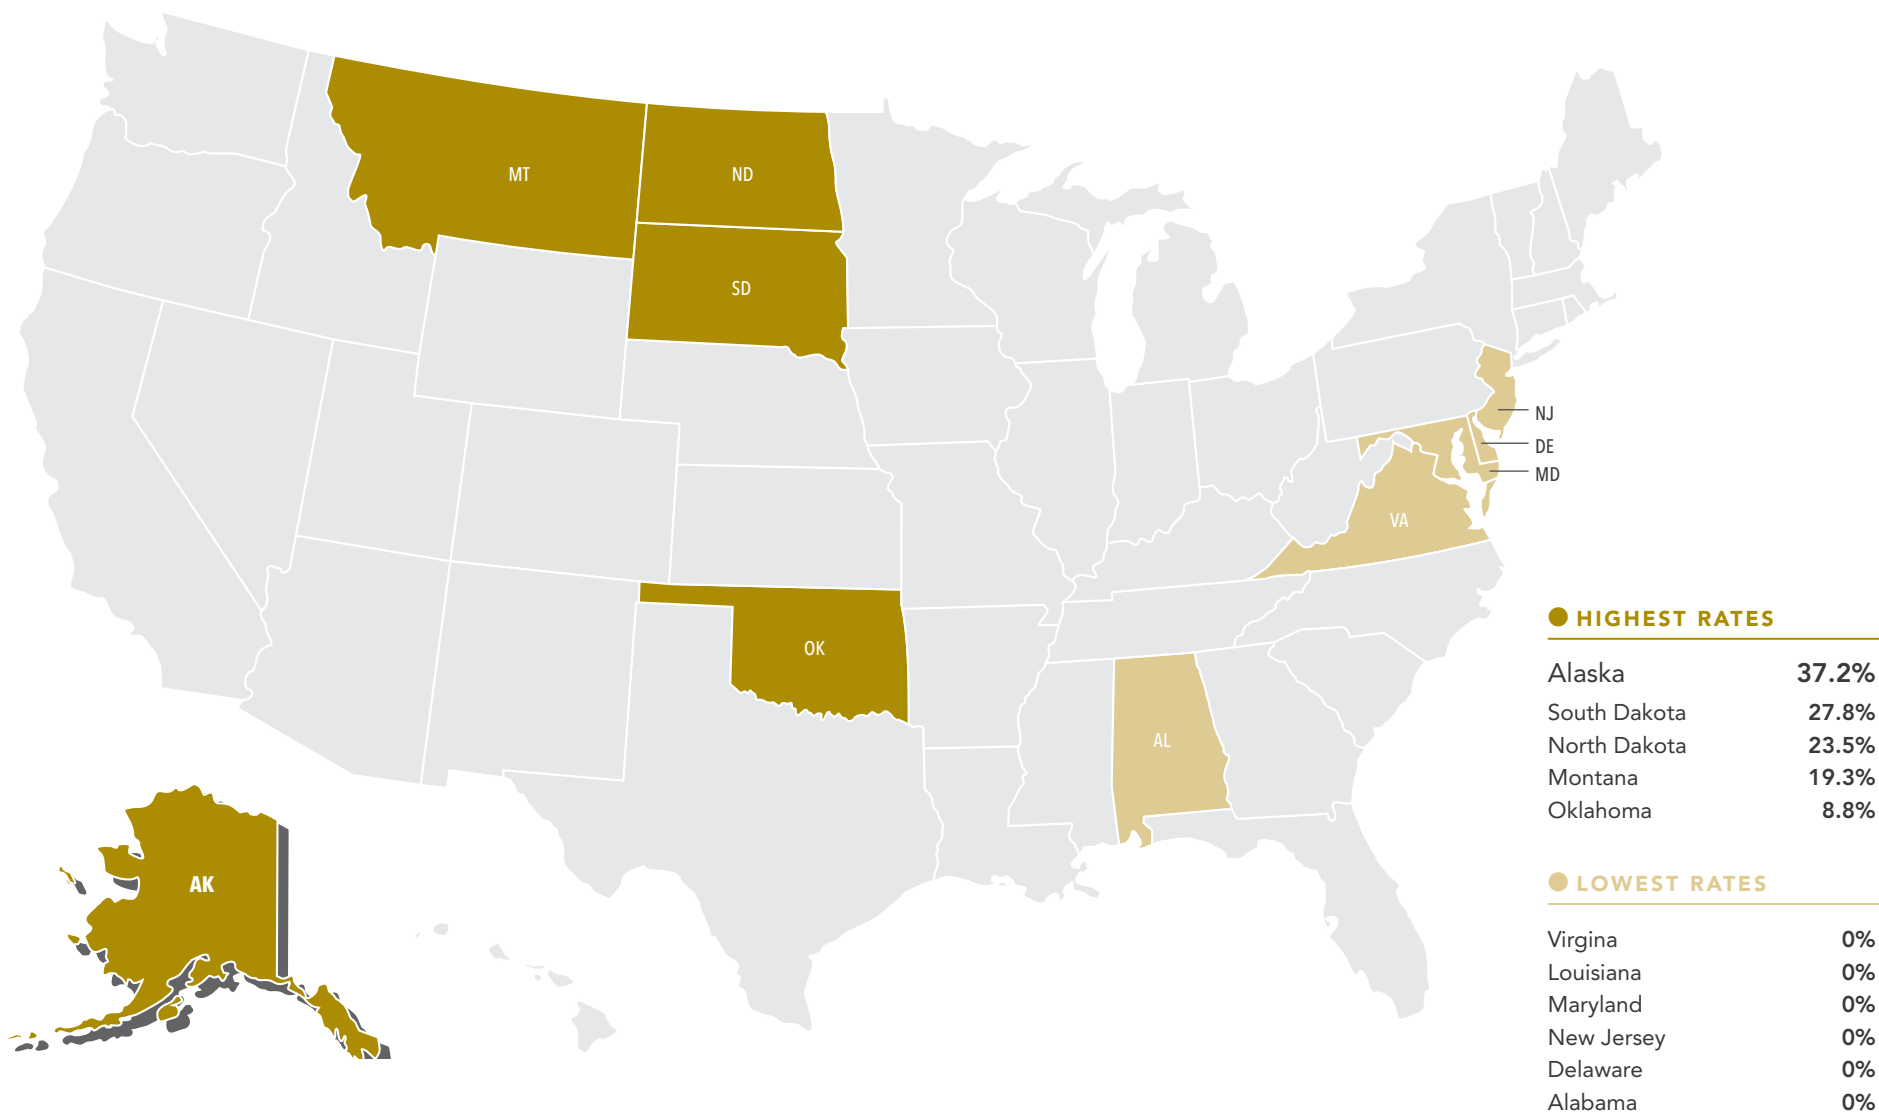 MT
ND
SD
NJ
DE
MD
VA
OK
AL
AK
HIGHEST RATES
Alaska 37.2%
South Dakota 27.8%
North Dakota 23.5%
Montana 19.3%
Oklahoma 8.8%
LOWEST RATES
Virgina 0%
Louisiana 0%
Maryland 0%
New Jersey 0%
Delaware 0%
Alabama 0%